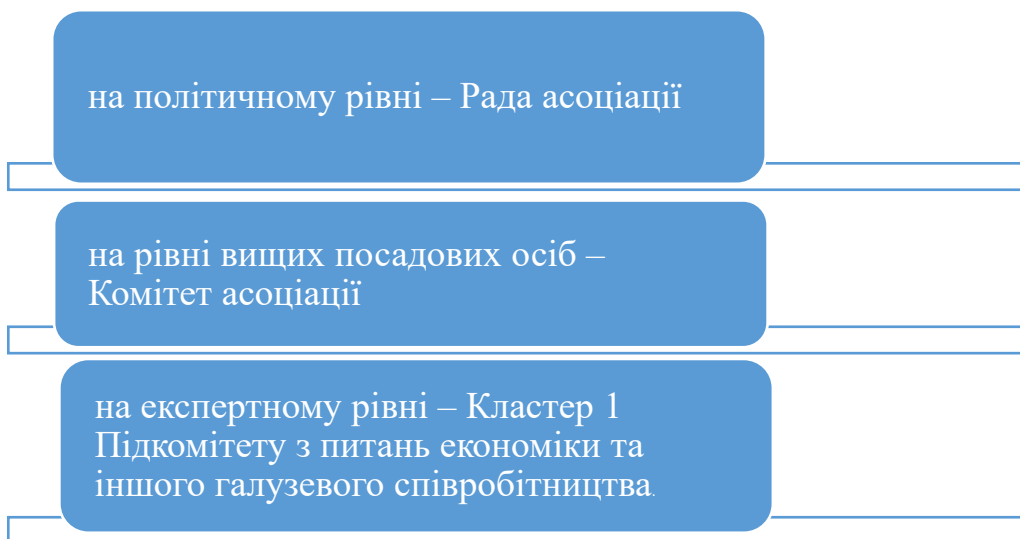 на політичному рівні – Рада асоціації
на рівні вищих посадових осіб –
Комітет асоціації
на експертному рівні – Кластер 1
Підкомітету з питань економіки та
іншого галузевого співробітництва.